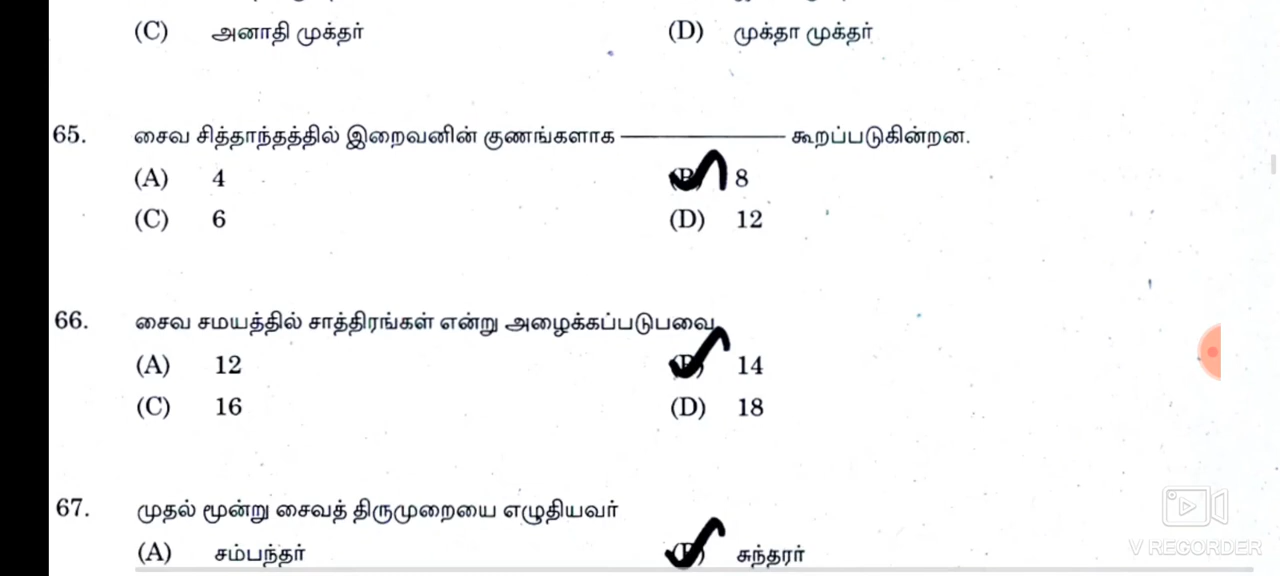 (C) அனாதி முக்தர் (D) முக்தா முக்தர்
65. சைவ சித்தாந்தத்தில் இறைவனின் குணங்களாக ———— கூறப்படுகின்றன.
(A) 4 (B) 8
(C) 6 (D) 12
66. சைவ சமயத்தில் சாத்திரங்கள் என்று அழைக்கப்படுபவை
(A) 12 (B) 14
(C) 16 (D) 18
67. முதல் மூன்று சைவத் திருமுறையை எழுதியவர்
(A) சம்பந்தர் (B) சுந்தரர்
V RECORDER